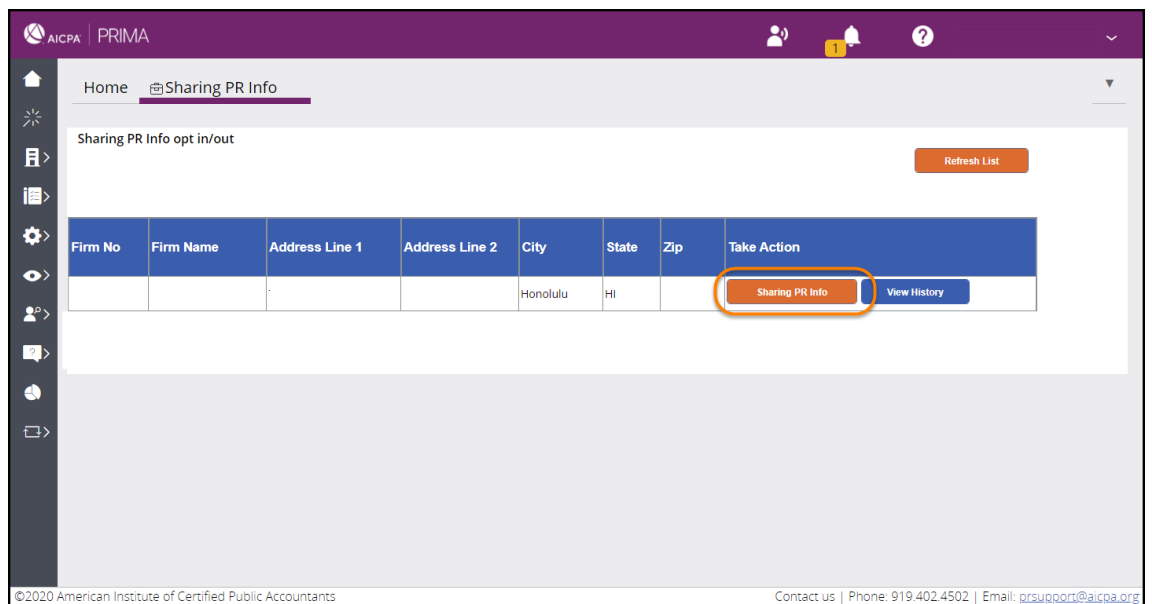 AICPA | PRIMA
1
?
Home Sharing PR Info
Sharing PR Info opt in/out
Refresh List
Firm No Firm Name Address Line 1 Address Line 2 City State Zip Take Action
Honolulu HI Sharing PR Info View History
©2020 American Institute of Certified Public Accountants Contact us | Phone: 919.402.4502 | Email: prsupport@aicpa.org